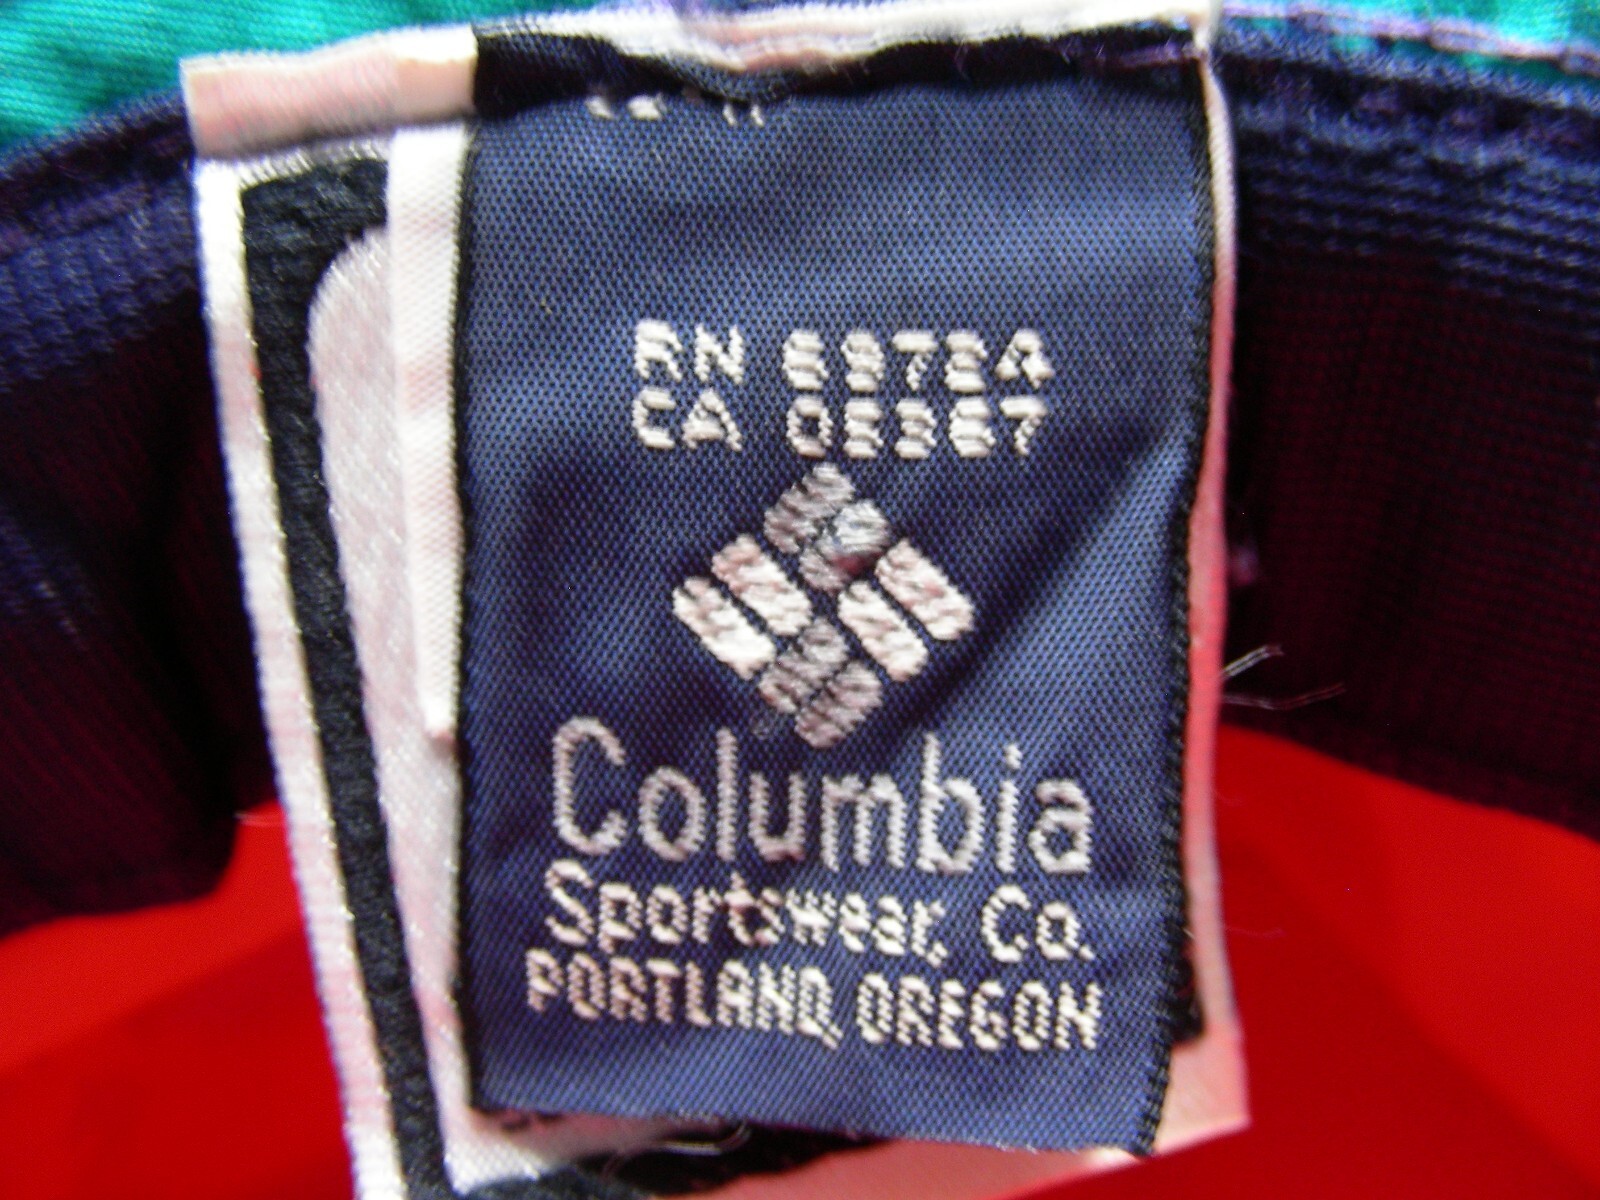 RN 69724
CA 05367
Columbia
Sportswear, Co.
PORTLAND, OREGON